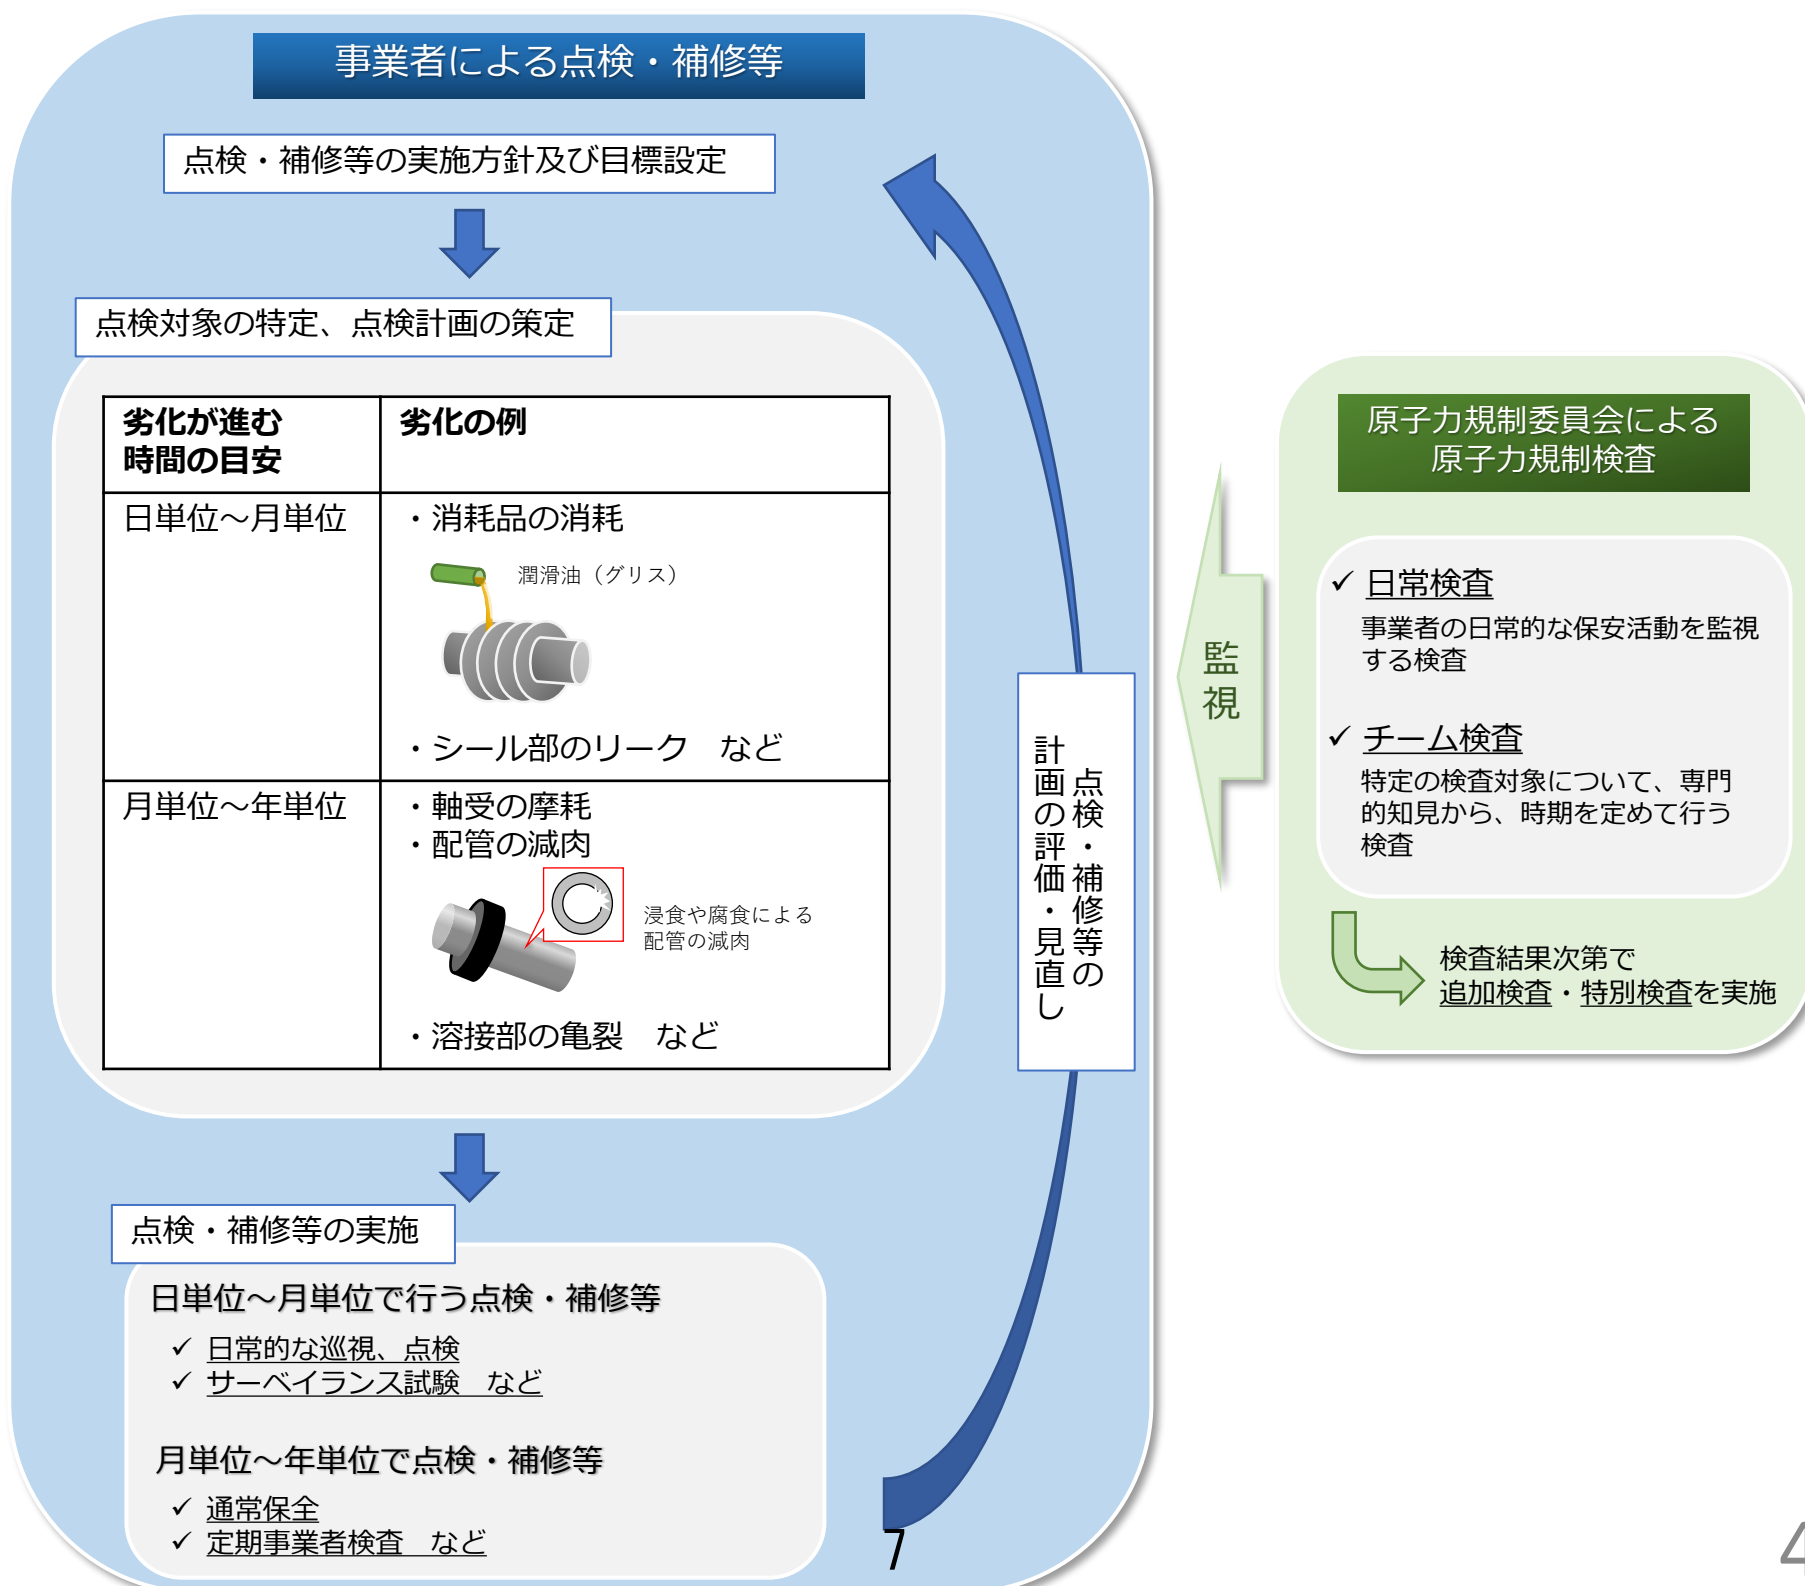 事業者による点検・補修等
点検・補修等の実施方針及び目標設定
点検対象の特定、点検計画の策定
劣化が進む
時間の目安
劣化の例
日単位～月単位
・消耗品の消耗
潤滑油（グリス）
・シール部のリーク　など
月単位～年単位
・軸受の摩耗
・配管の減肉
浸食や腐食による
配管の減肉
・溶接部の亀裂　など
点検・補修等の実施
日単位～月単位で行う点検・補修等
✓ 日常的な巡視、点検
✓ サーベイランス試験　など
月単位～年単位で点検・補修等
✓ 通常保全
✓ 定期事業者検査　など
点検・補修等の
計画の評価・見直し
監視
原子力規制委員会による
原子力規制検査
✓ 日常検査
事業者の日常的な保安活動を監視
する検査
✓ チーム検査
特定の検査対象について、専門
的知見から、時期を定めて行う
検査
検査結果次第で
追加検査・特別検査を実施
7